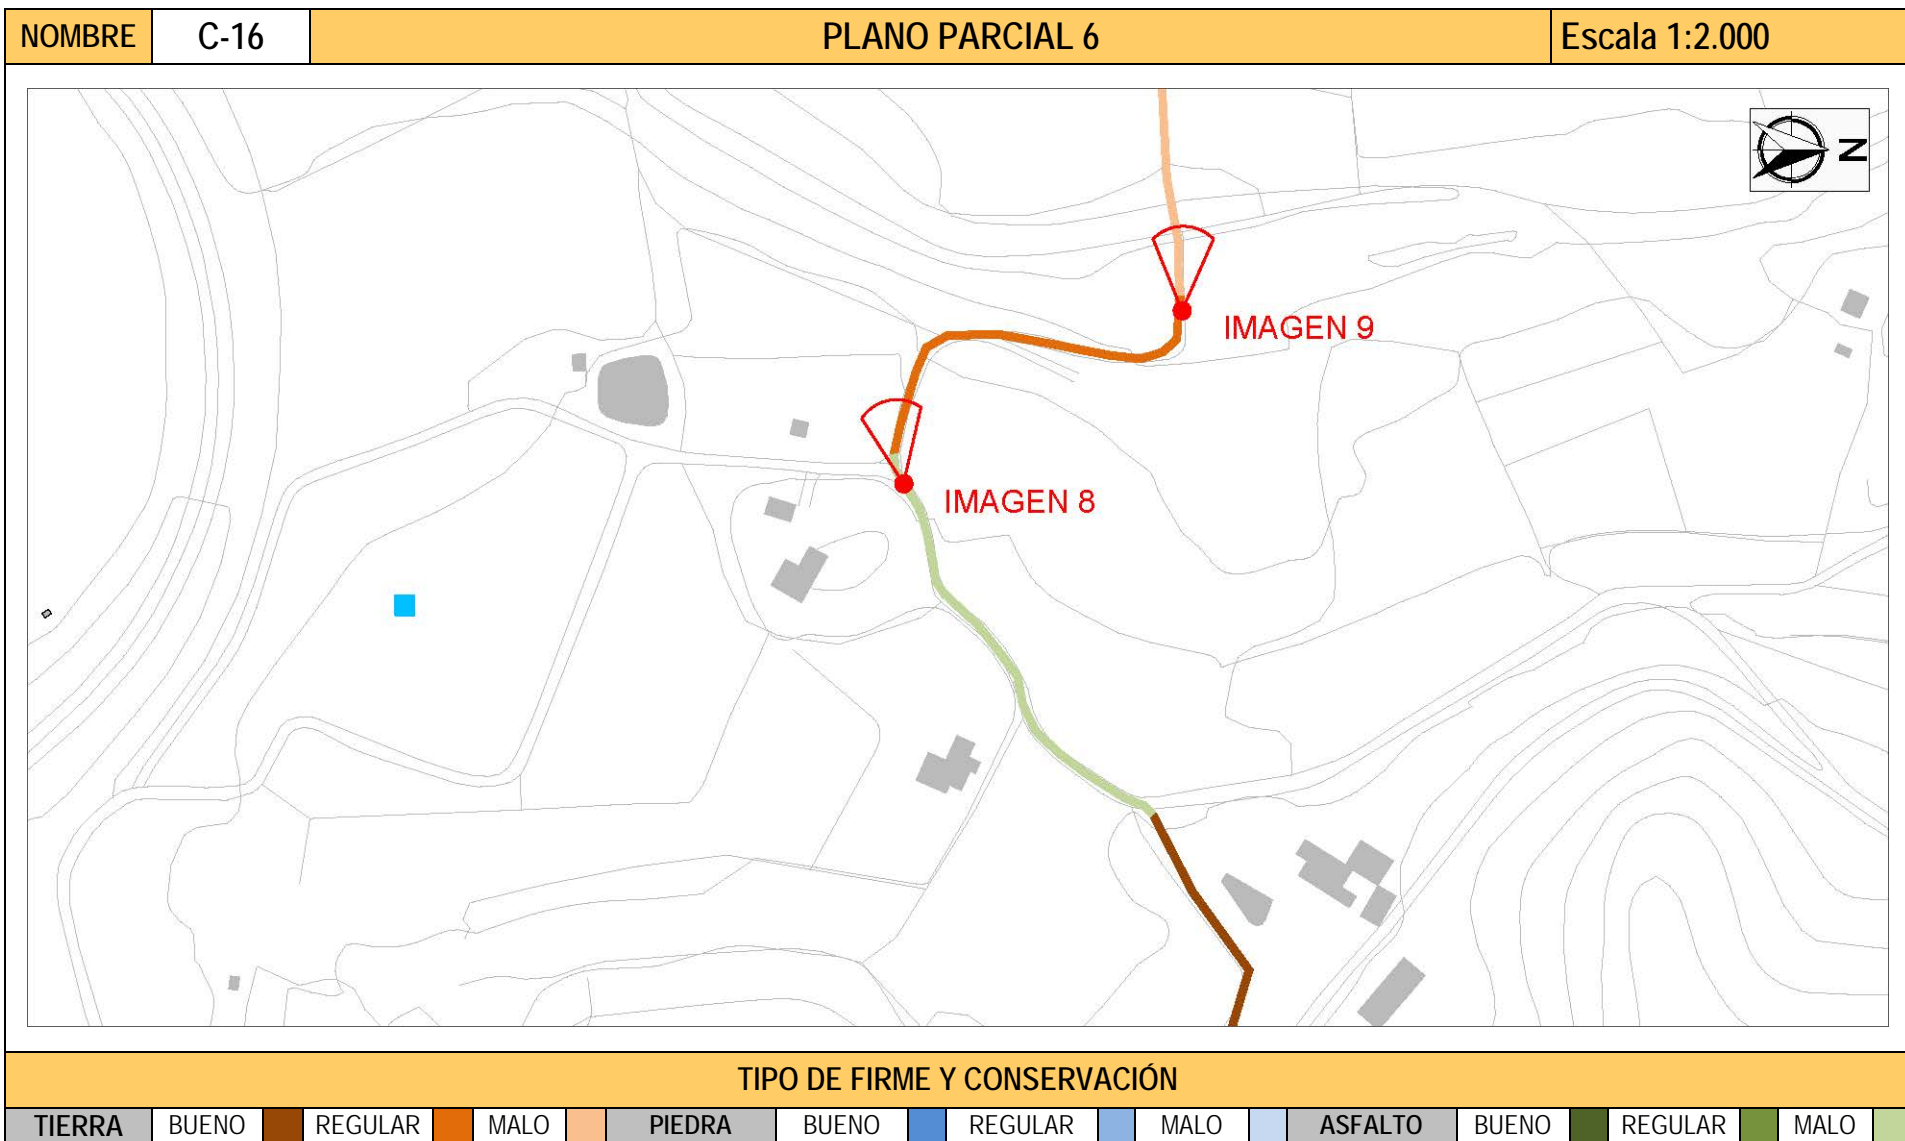 NOMBRE C-16 PLANO PARCIAL 6 Escala 1:2.000
N
IMAGEN 9
IMAGEN 8
TIPO DE FIRME Y CONSERVACIÓN
TIERRA BUENO REGULAR MALO PIEDRA BUENO REGULAR MALO ASFALTO BUENO REGULAR MALO